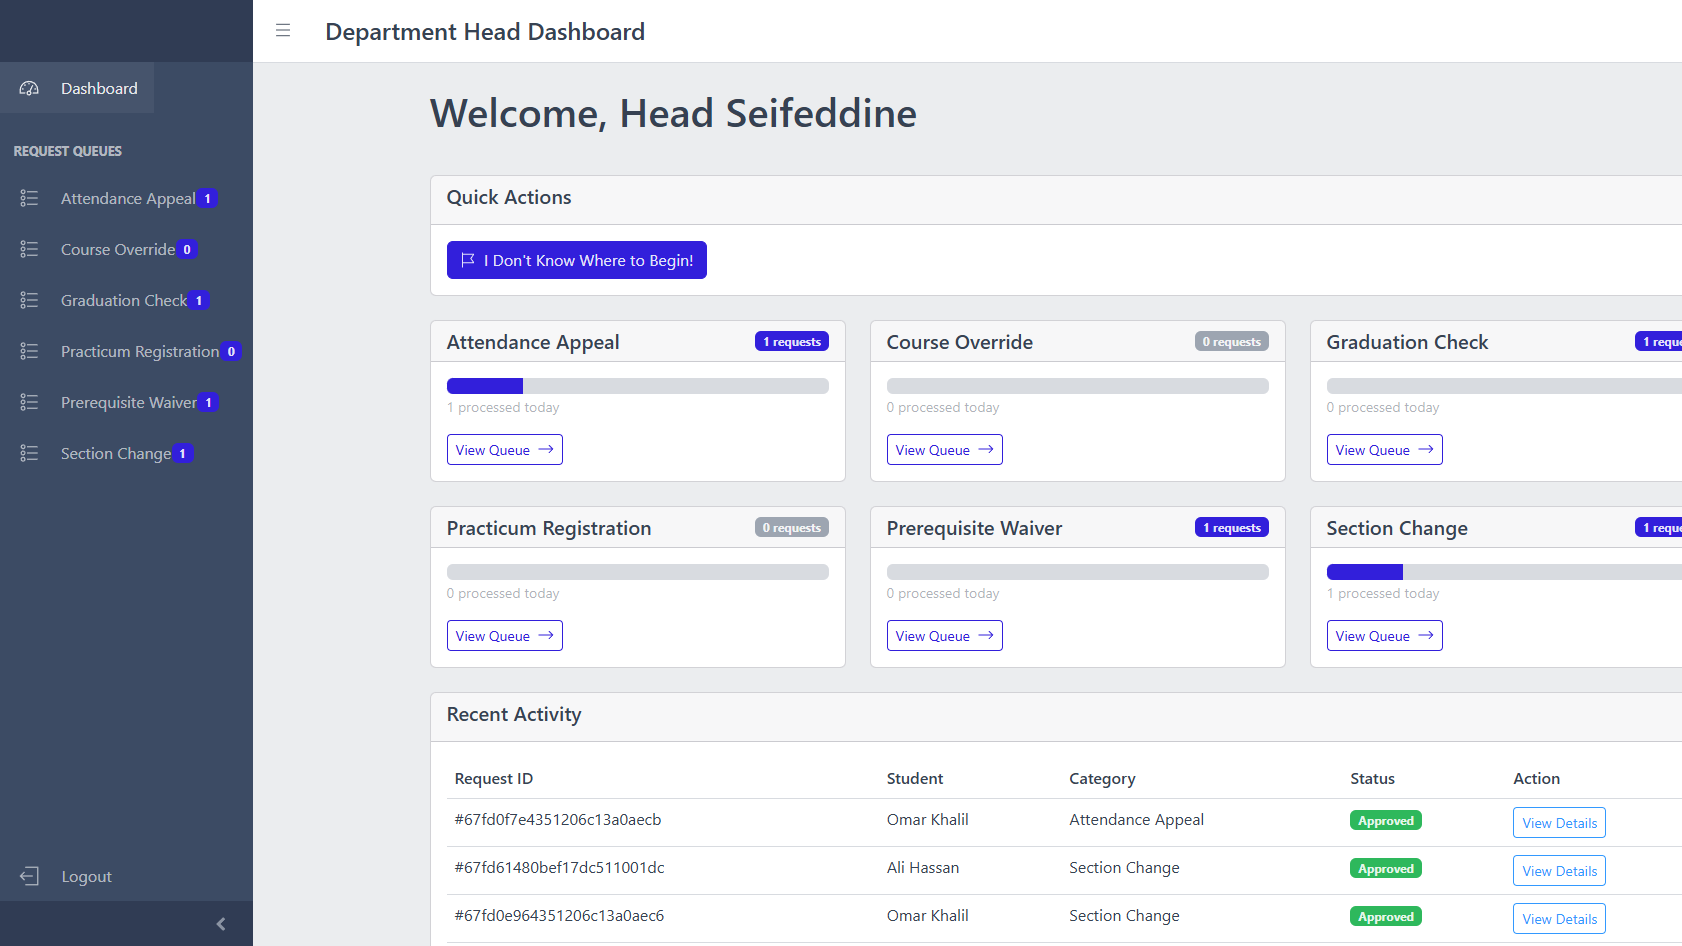 Department Head Dashboard
Dashboard
REQUEST QUEUES
Attendance Appeal 1
Course Override 0
Graduation Check 1
Practicum Registration 0
Prerequisite Waiver 1
Section Change 1
Logout
Welcome, Head Seifeddine
Quick Actions
I Don't Know Where to Begin!
Attendance Appeal 1 requests
1 processed today
View Queue
Course Override 0 requests
0 processed today
View Queue
Graduation Check 1 reque
0 processed today
View Queue
Practicum Registration 0 requests
0 processed today
View Queue
Prerequisite Waiver 1 requests
0 processed today
View Queue
Section Change 1 reque
1 processed today
View Queue
Recent Activity
Request ID Student Category Status Action
#67fd0f7e4351206c13a0aecb Omar Khalil Attendance Appeal Approved View Details
#67fd61480bef17dc511001dc Ali Hassan Section Change Approved View Details
#67fd0e964351206c13a0aec6 Omar Khalil Section Change Approved View Details